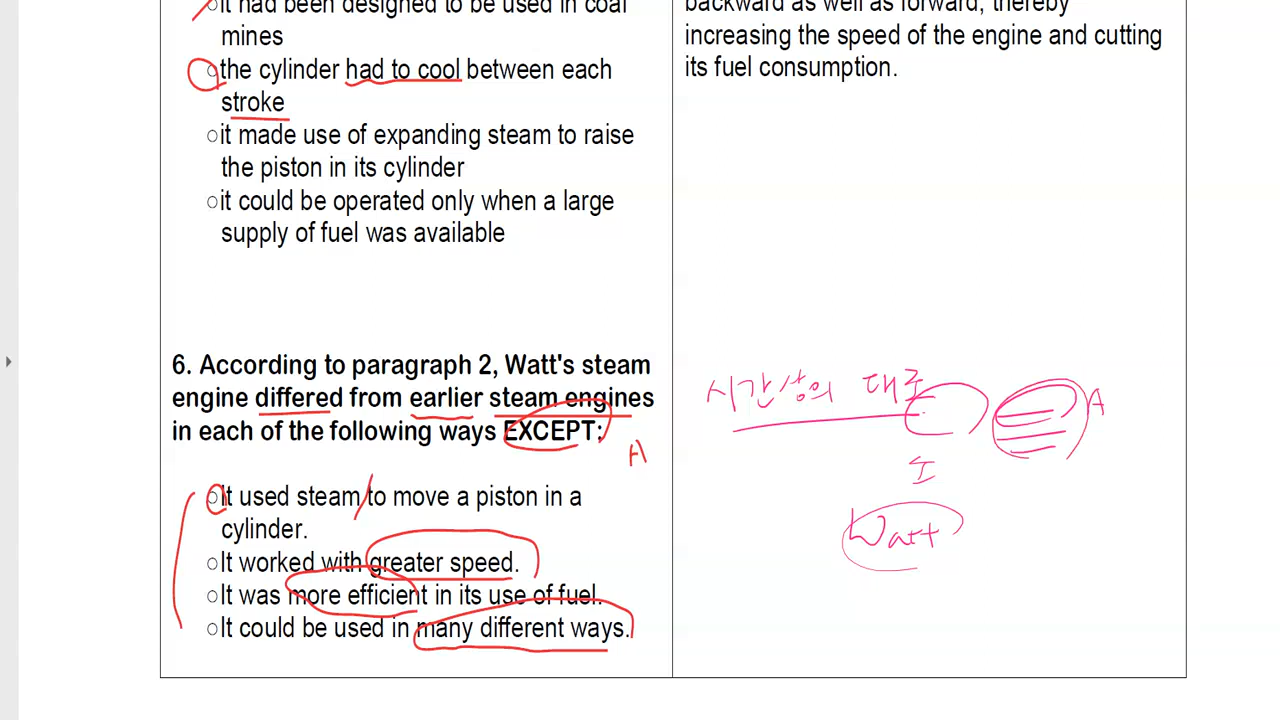 it had been designed to be used in coal
mines
○the cylinder had to cool between each
stroke
○it made use of expanding steam to raise
the piston in its cylinder
○it could be operated only when a large
supply of fuel was available
6. According to paragraph 2, Watt's steam
engine differed from earlier steam engines
in each of the following ways EXCEPT:
A
○It used steam to move a piston in a
cylinder.
○It worked with greater speed.
○It was more efficient in its use of fuel.
○It could be used in many different ways.
backward as well as forward, thereby
increasing the speed of the engine and cutting
its fuel consumption.
시간상의 대조
A
Watt